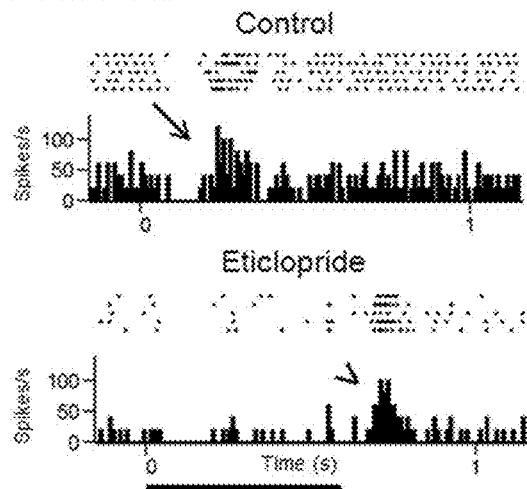 Control
Spikes/s
100
50
0
0 1
Eticlopride
Spikes/s
100
50
0
0 Time (s) 1